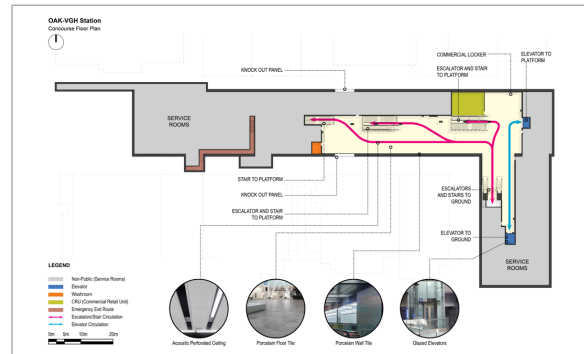 OAK-VGH Station
Concourse Floor Plan
COMMERCIAL LOCKER
ELEVATOR TO
PLATFORM
ESCALATOR AND STAIR
TO PLATFORM
KNOCK OUT PANEL
SERVICE
ROOMS
STAIR TO PLATFORM
KNOCK OUT PANEL
ESCALATOR AND STAIR
TO PLATFORM
ESCALATORS
AND STAIRS TO
GROUND
ELEVATOR TO
GROUND
SERVICE
ROOMS
LEGEND
Non-Public (Service Rooms)
Elevator
Washroom
CRU (Commercial Retail Unit)
Emergency Exit Route
Escalators/Stair Circulation
Elevator Circulation
0m 5m 10m 20m
Acoustic Perforated Ceiling
Porcelain Floor Tile
Porcelain Wall Tile
Glazed Elevators